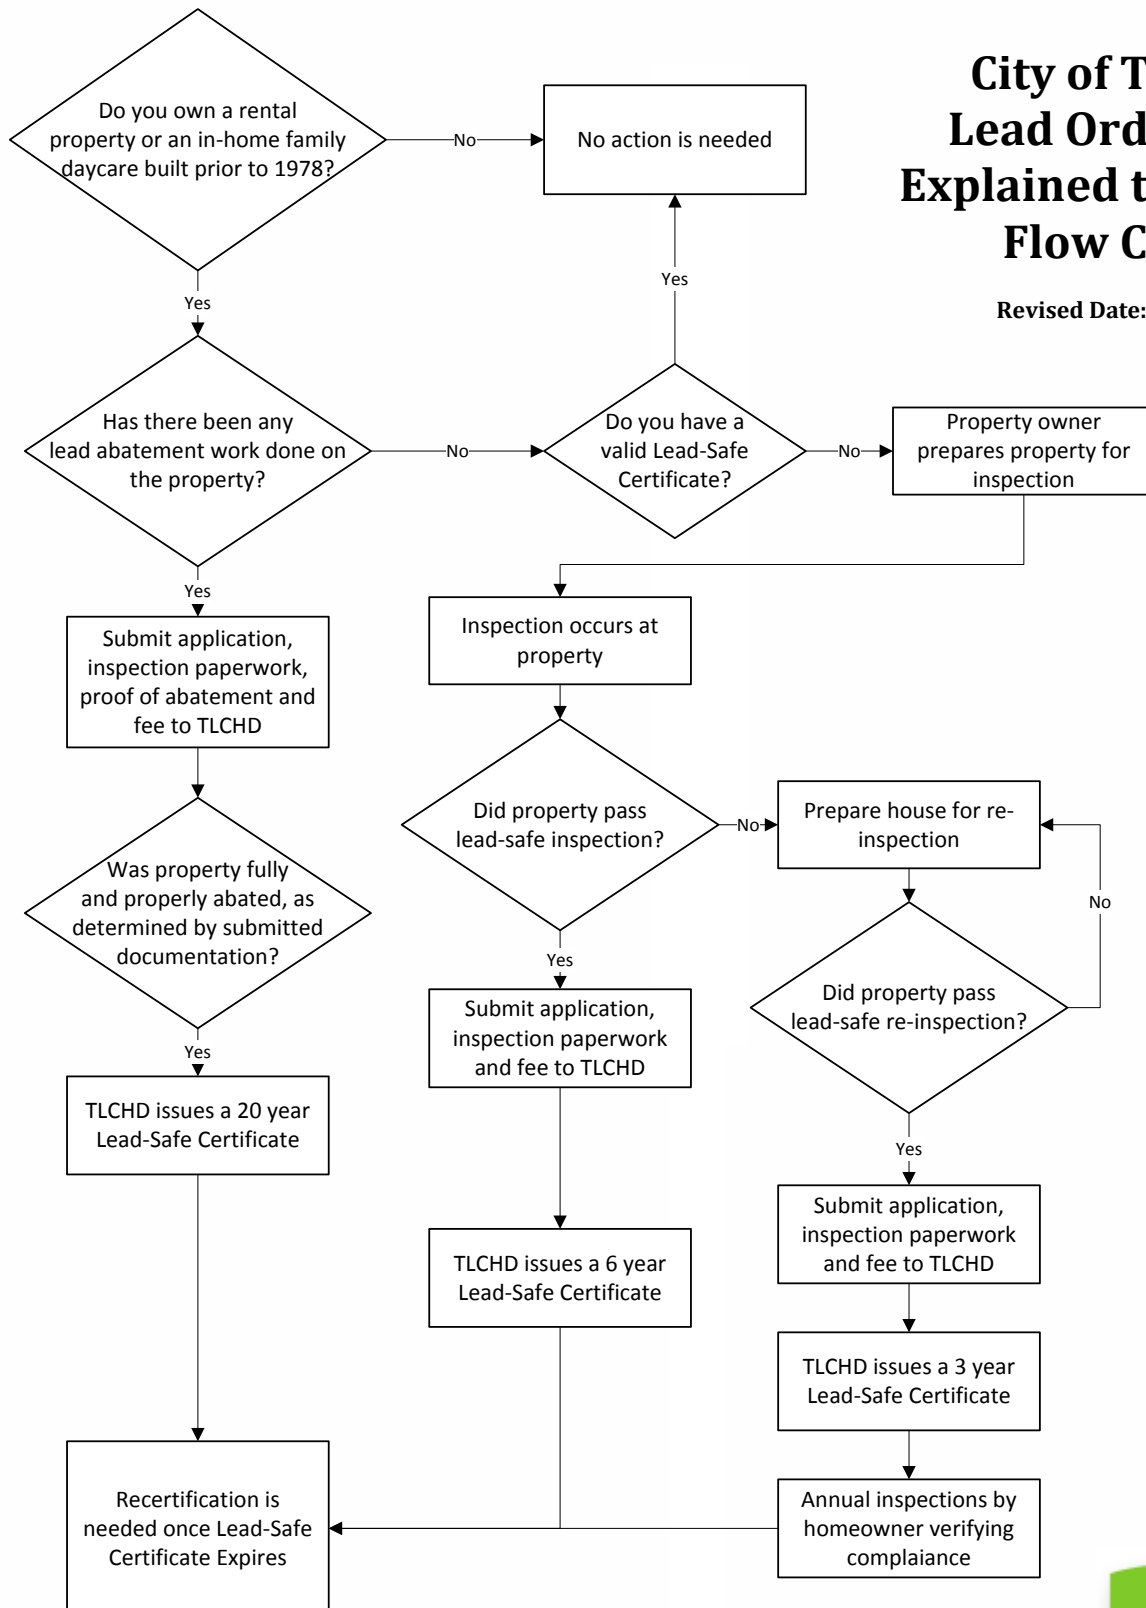 Do you own a rental
property or an in-home family
daycare built prior to 1978?
No
No action is needed
City of
Lead
Explained
Flow
Revised Date:
Yes
Yes
Has there been any
lead abatement work done on
the property?
No
Do you have a
valid Lead-Safe
Certificate?
No
Property owner
prepares property for
inspection
Yes
Submit application,
inspection paperwork,
proof of abatement and
fee to TLCHD
Inspection occurs at
property
Did property pass
lead-safe inspection?
No
Prepare house for re-
inspection
No
Was property fully
and properly abated, as
determined by submitted
documentation?
Yes
Did property pass
lead-safe re-inspection?
Submit application,
inspection paperwork
and fee to TLCHD
Yes
TLCHD issues a 20 year
Lead-Safe Certificate
Yes
Submit application,
inspection paperwork
and fee to TLCHD
TLCHD issues a 6 year
Lead-Safe Certificate
TLCHD issues a 3 year
Lead-Safe Certificate
Recertification is
needed once Lead-Safe
Certificate Expires
Annual inspections by
homeowner verifying
complaiance